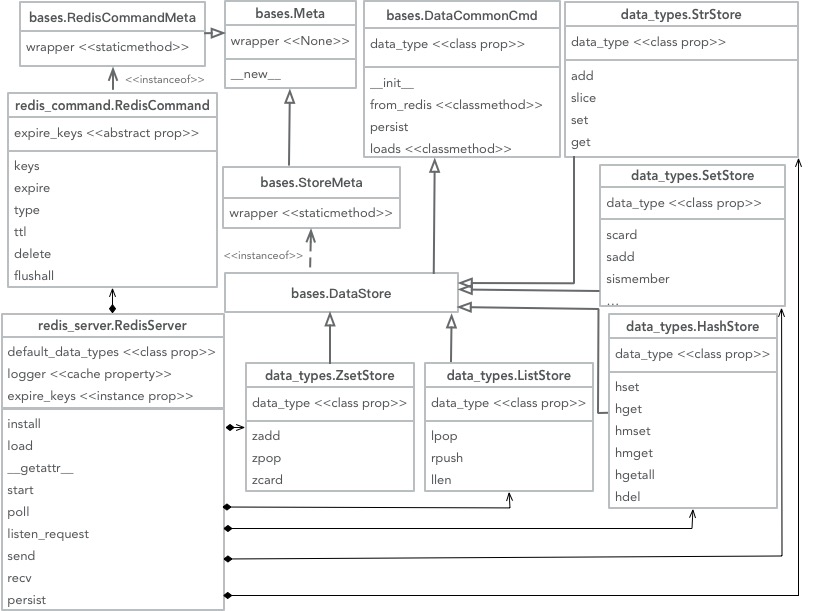 bases.RedisCommandMeta
wrapper <<staticmethod>>
bases.Meta
wrapper <<None>>
__new__
bases.DataCommonCmd
data_type <<class prop>>
__init__
from_redis <<classmethod>>
persist
loads <<classmethod>>
data_types.StrStore
data_type <<class prop>>
add
slice
set
get
<<instanceof>>
redis_command.RedisCommand
expire_keys <<abstract prop>>
keys
expire
type
ttl
delete
flushall
bases.StoreMeta
wrapper <<staticmethod>>
<<instanceof>>
data_types.SetStore
data_type <<class prop>>
scard
sadd
sismember
...
bases.DataStore
redis_server.RedisServer
default_data_types <<class prop>>
logger <<cache property>>
expire_keys <<instance prop>>
install
load
__getattr__
start
poll
listen_request
send
recv
persist
data_types.ZsetStore
data_type <<class prop>>
zadd
zpop
zcard
data_types.ListStore
data_type <<class prop>>
lpop
rpush
llen
data_types.HashStore
data_type <<class prop>>
hset
hget
hmset
hmget
hgetall
hdel